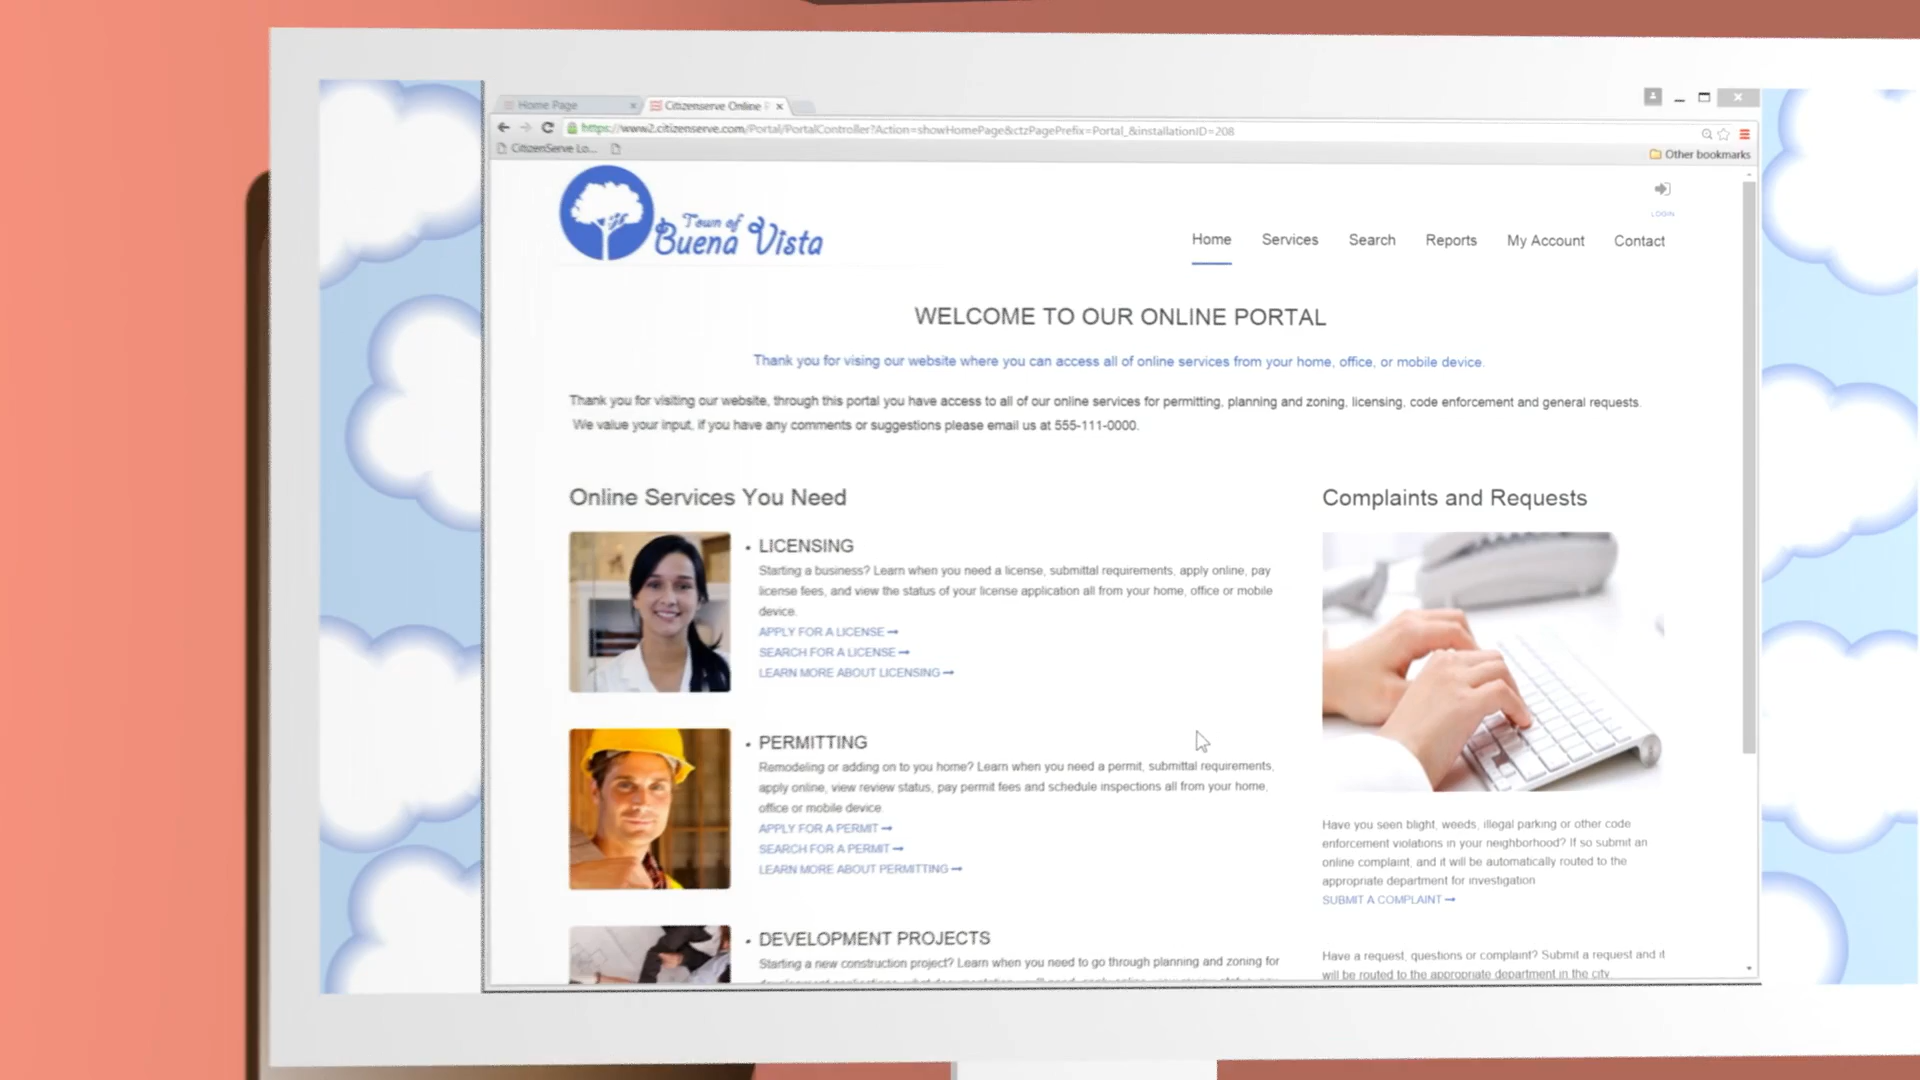 Home Page
Citizenserve Online P
https://www2.citizenserve.com/Portal/PortalController?Action=showHomePage&ctzPagePrefix=Portal_&installationID=208
CitizenServe Lo...
Other bookmarks
LOGIN
Town of
Buena Vista
Home Services Search Reports My Account Contact
WELCOME TO OUR ONLINE PORTAL
Thank you for vising our website where you can access all of online services from your home, office, or mobile device.
Thank you for visiting our website, through this portal you have access to all of our online services for permitting, planning and zoning, licensing, code enforcement and general requests.
We value your input, if you have any comments or suggestions please email us at 555-111-0000.
Online Services You Need
LICENSING
Starting a business? Learn when you need a license, submittal requirements, apply online, pay
license fees, and view the status of your license application all from your home, office or mobile
device.
APPLY FOR A LICENSE
SEARCH FOR A LICENSE
LEARN MORE ABOUT LICENSING
PERMITTING
Remodeling or adding on to you home? Learn when you need a permit, submittal requirements,
apply online, view review status, pay permit fees and schedule inspections all from your home,
office or mobile device.
APPLY FOR A PERMIT
SEARCH FOR A PERMIT
LEARN MORE ABOUT PERMITTING
DEVELOPMENT PROJECTS
Starting a new construction project? Learn when you need to go through planning and zoning for
Complaints and Requests
Have you seen blight, weeds, illegal parking or other code
enforcement violations in your neighborhood? If so submit an
online complaint, and it will be automatically routed to the
appropriate department for investigation
SUBMIT A COMPLAINT
Have a request, questions or complaint? Submit a request and it
will be routed to the appropriate department in the city.